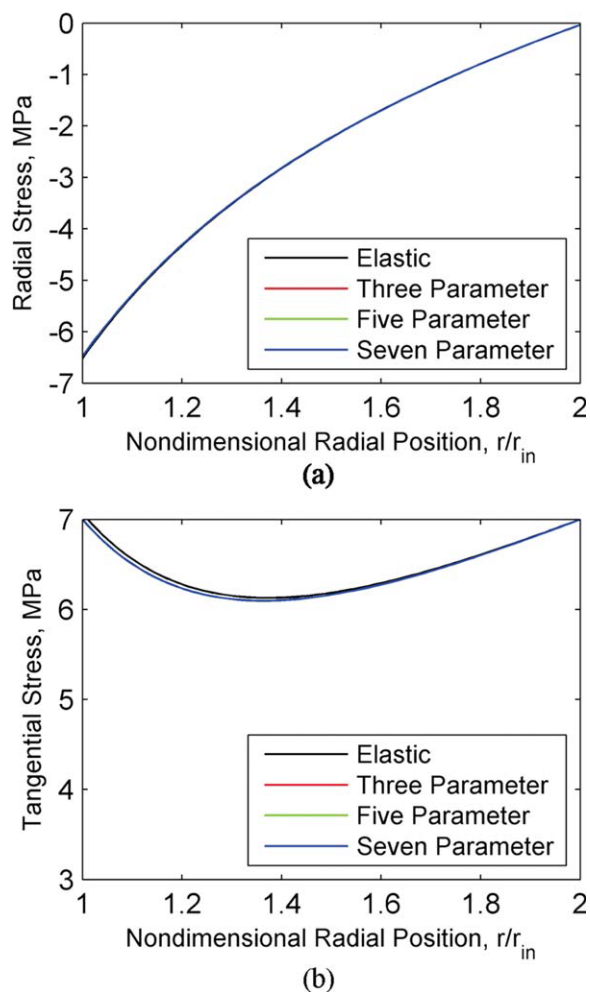 0
-1
-2
-3
-4
-5
-6
-7
Radial Stress, MPa
Elastic
Three Parameter
Five Parameter
Seven Parameter
1 1.2 1.4 1.6 1.8 2
Nondimensional Radial Position, r/r_in
(a)
7
6
5
4
3
Tangential Stress, MPa
Elastic
Three Parameter
Five Parameter
Seven Parameter
1 1.2 1.4 1.6 1.8 2
Nondimensional Radial Position, r/r_in
(b)